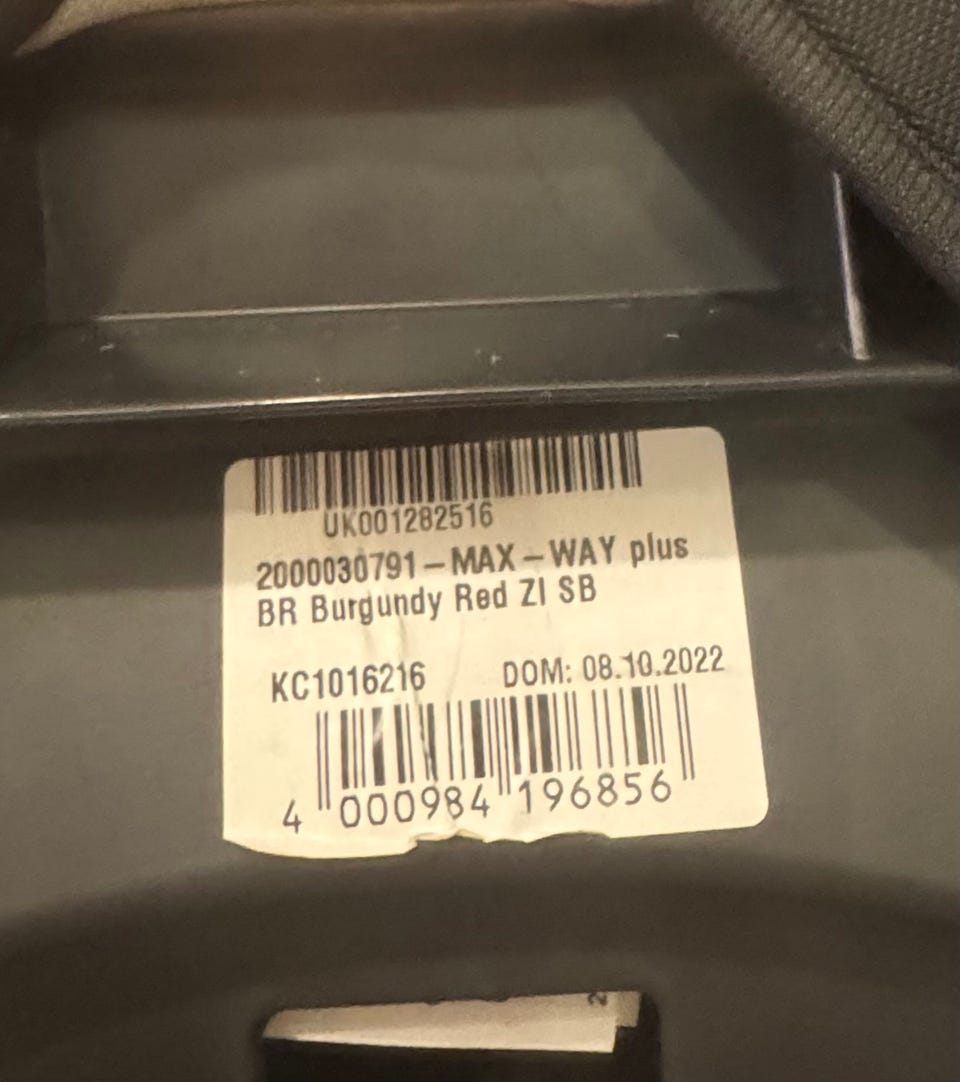 UK001282516
2000030791-MAX-WAY plus
BR Burgundy Red ZI SB
KC1016216 DOM: 08.10.2022
4 000984 196856